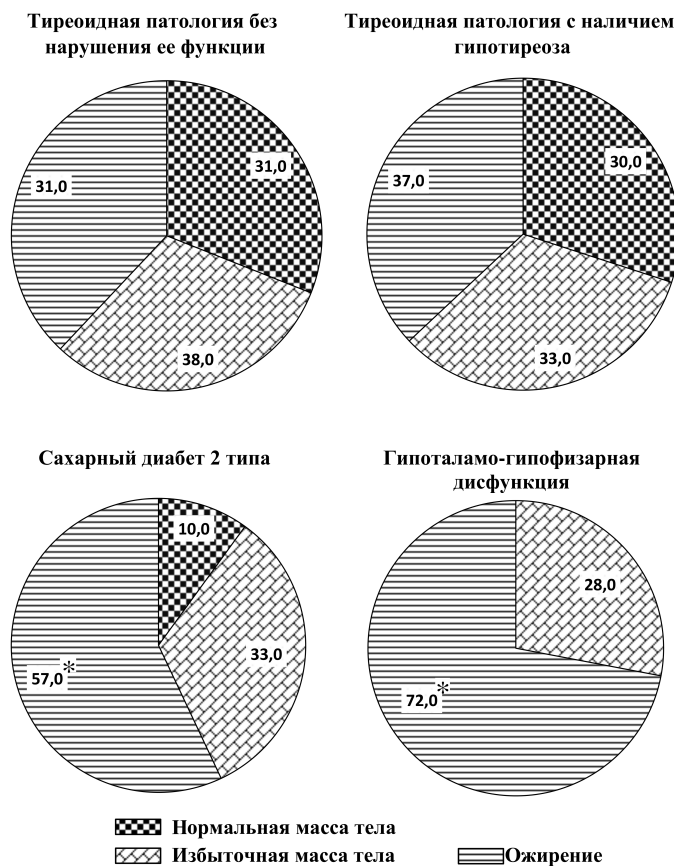 Тиреоидная патология без
нарушения ее функции
Тиреоидная патология с наличием
гипотиреоза
31,0
31,0
38,0
30,0
37,0
33,0
Сахарный диабет 2 типа
Гипоталамо-гипофизарная
дисфункция
10,0
57,0*
33,0
28,0
72,0*
Нормальная масса тела
Избыточная масса тела
Ожирение